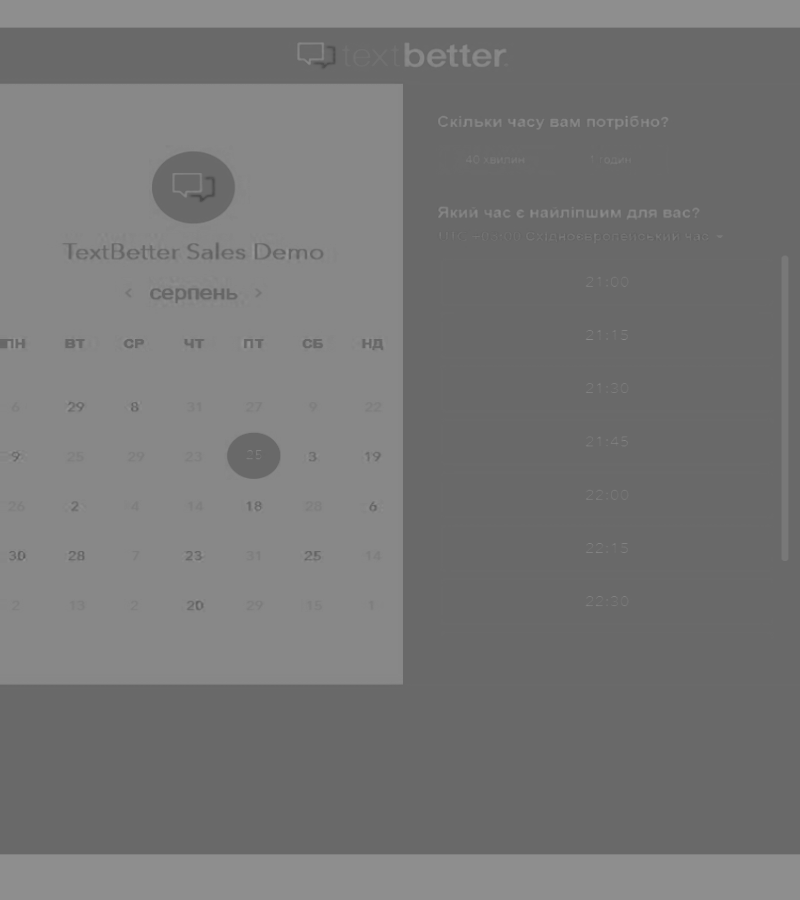 textbetter
TextBetter Sales Demo
‹ серпень ›
ПН ВТ СР ЧТ ПТ СБ НД
6 29 8 31 27 9 22
9 25 29 23 25 3 19
26 2 4 14 18 28 6
30 28 7 23 31 25 14
2 13 2 20 29 15 1
Скільки часу вам потрібно?
40 хвилин 1 годин
Який час є найліпшим для вас?
Східноєвропейський час
21:00
21:15
21:30
21:45
22:00
22:15
22:30